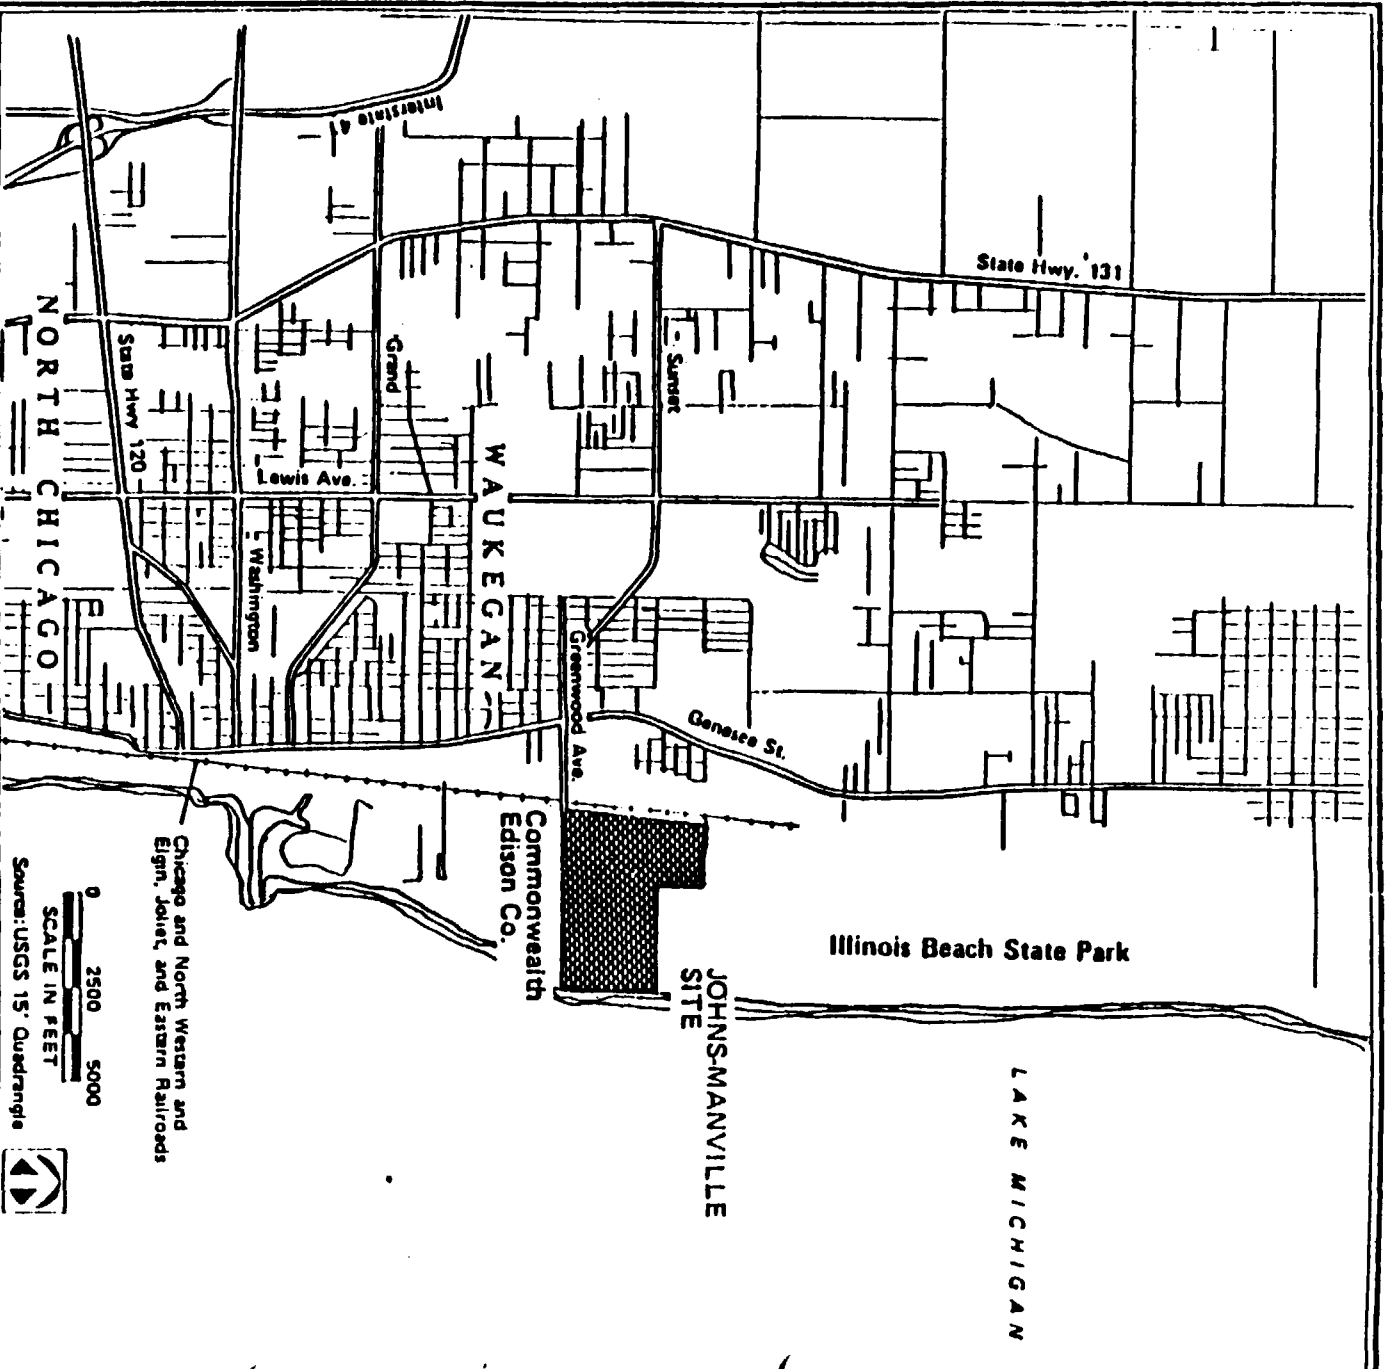 Interstate 41
State Hwy. 131
NORTH CHICAGO
State Hwy 120
Grand
Sunset
WAUKEGAN
Lewis Ave.
Washington
Greenwood Ave.
Genesee St.
Commonwealth
Edison Co.
Illinois Beach State Park
JOHNS-MANVILLE
SITE
LAKE MICHIGAN
Chicago and North Western and
Elgin, Joliet, and Eastern Railroads
0 2500 5000
SCALE IN FEET
Source: USGS 15' Quadrangle